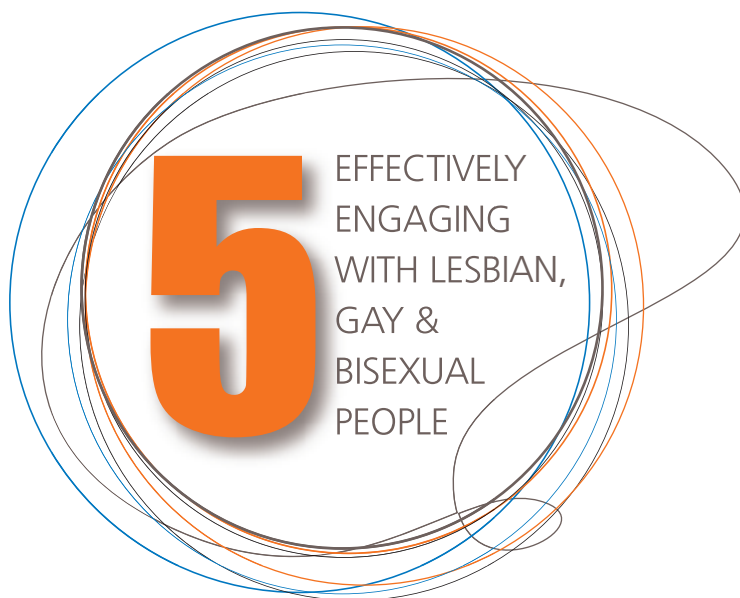 5
EFFECTIVELY
ENGAGING
WITH LESBIAN,
GAY &
BISEXUAL
PEOPLE